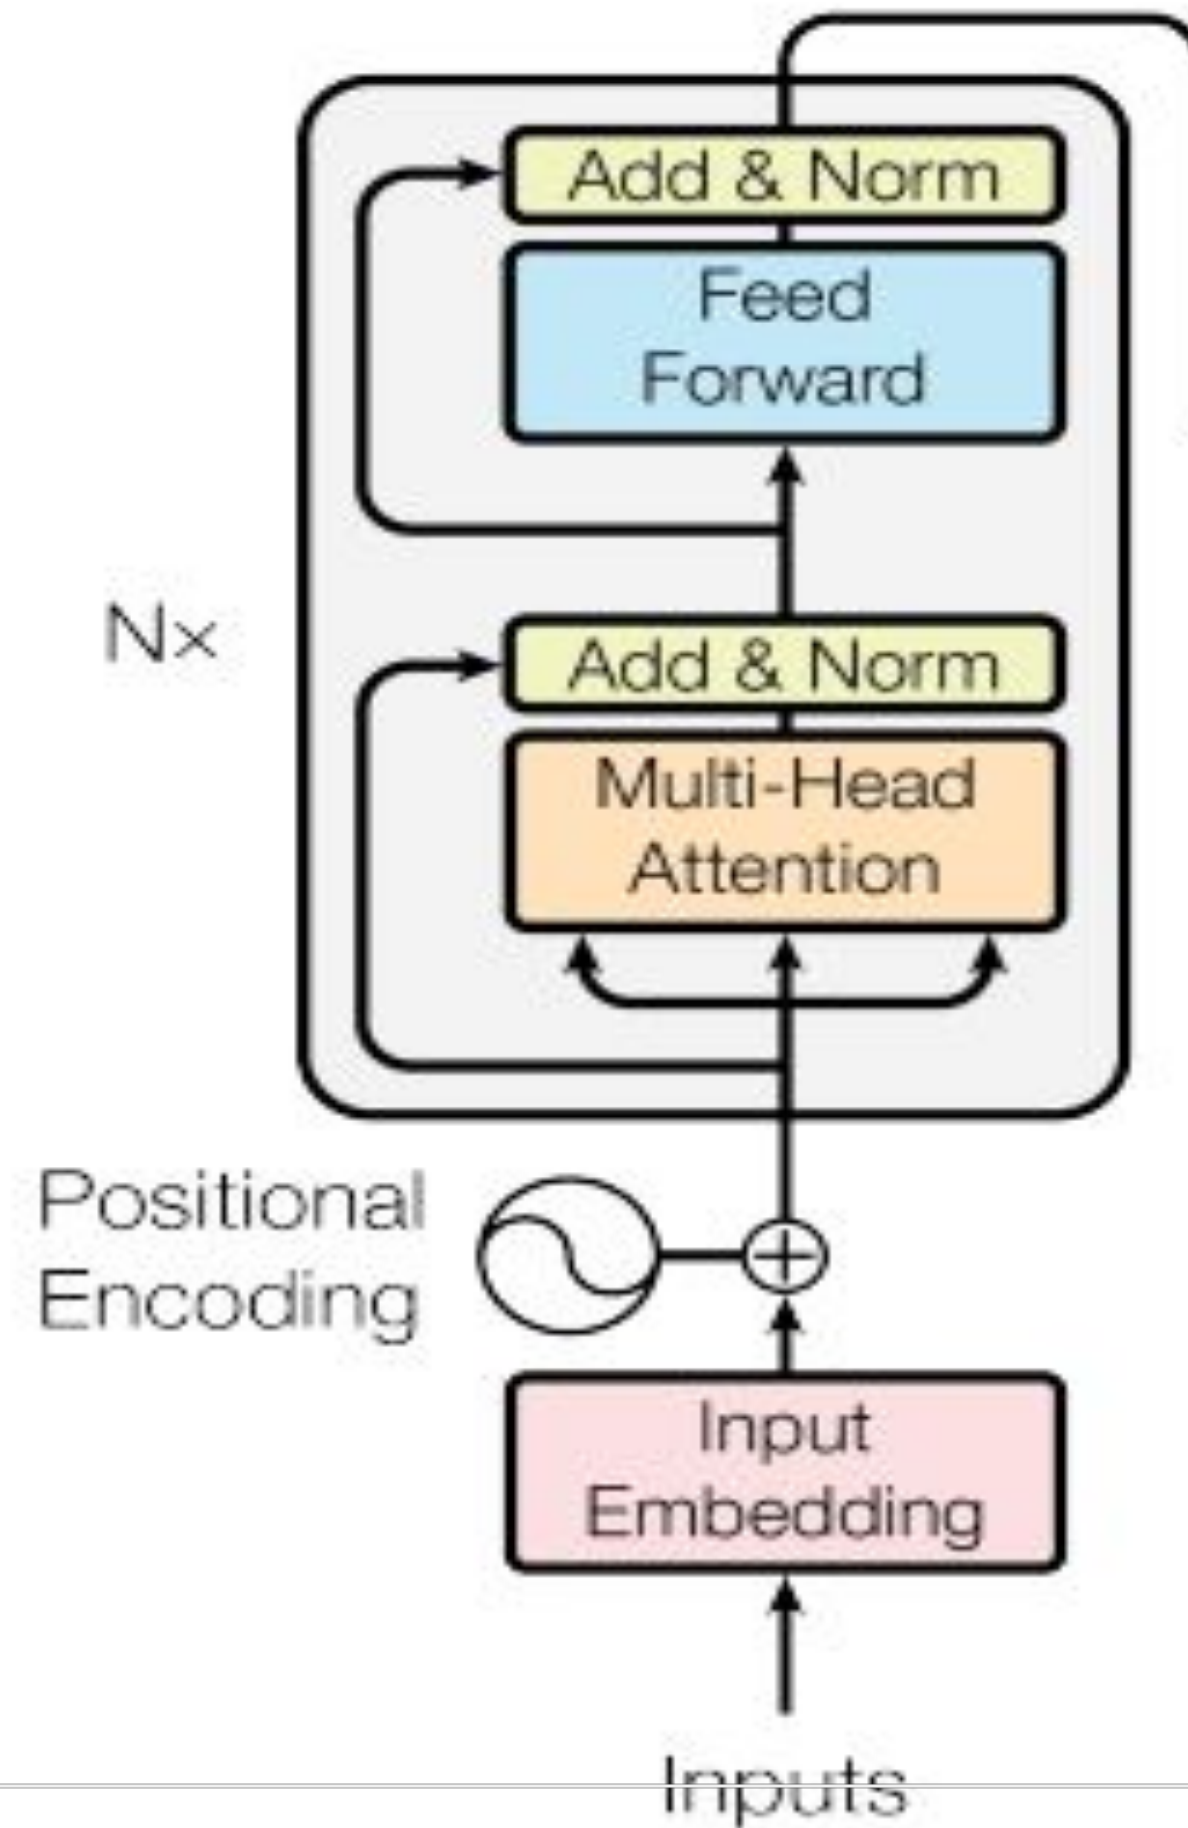 Add & Norm
Feed
Forward
Nx
Add & Norm
Multi-Head
Attention
Positional
Encoding
Input
Embedding
Inputs